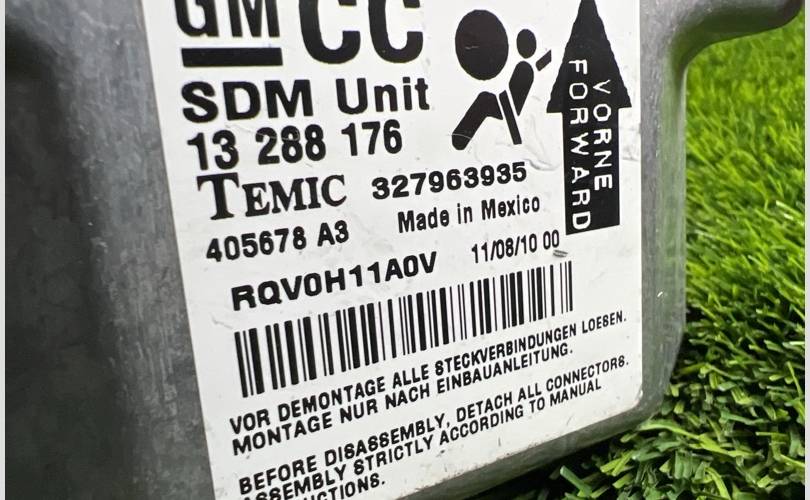 GM CC
SDM Unit
13 288 176
TEMIC 327963935
Made in Mexico
405678 A3
RQV0H11A0V 11/08/10 00
VORNE
FORWARD
VOR DEMONTAGE ALLE STECKVERBINDUNGEN LOESEN.
MONTAGE NUR NACH EINBAUANLEITUNG.
BEFORE DISASSEMBLY, DETACH ALL CONNECTORS.
ASSEMBLY STRICTLY ACCORDING TO MANUAL